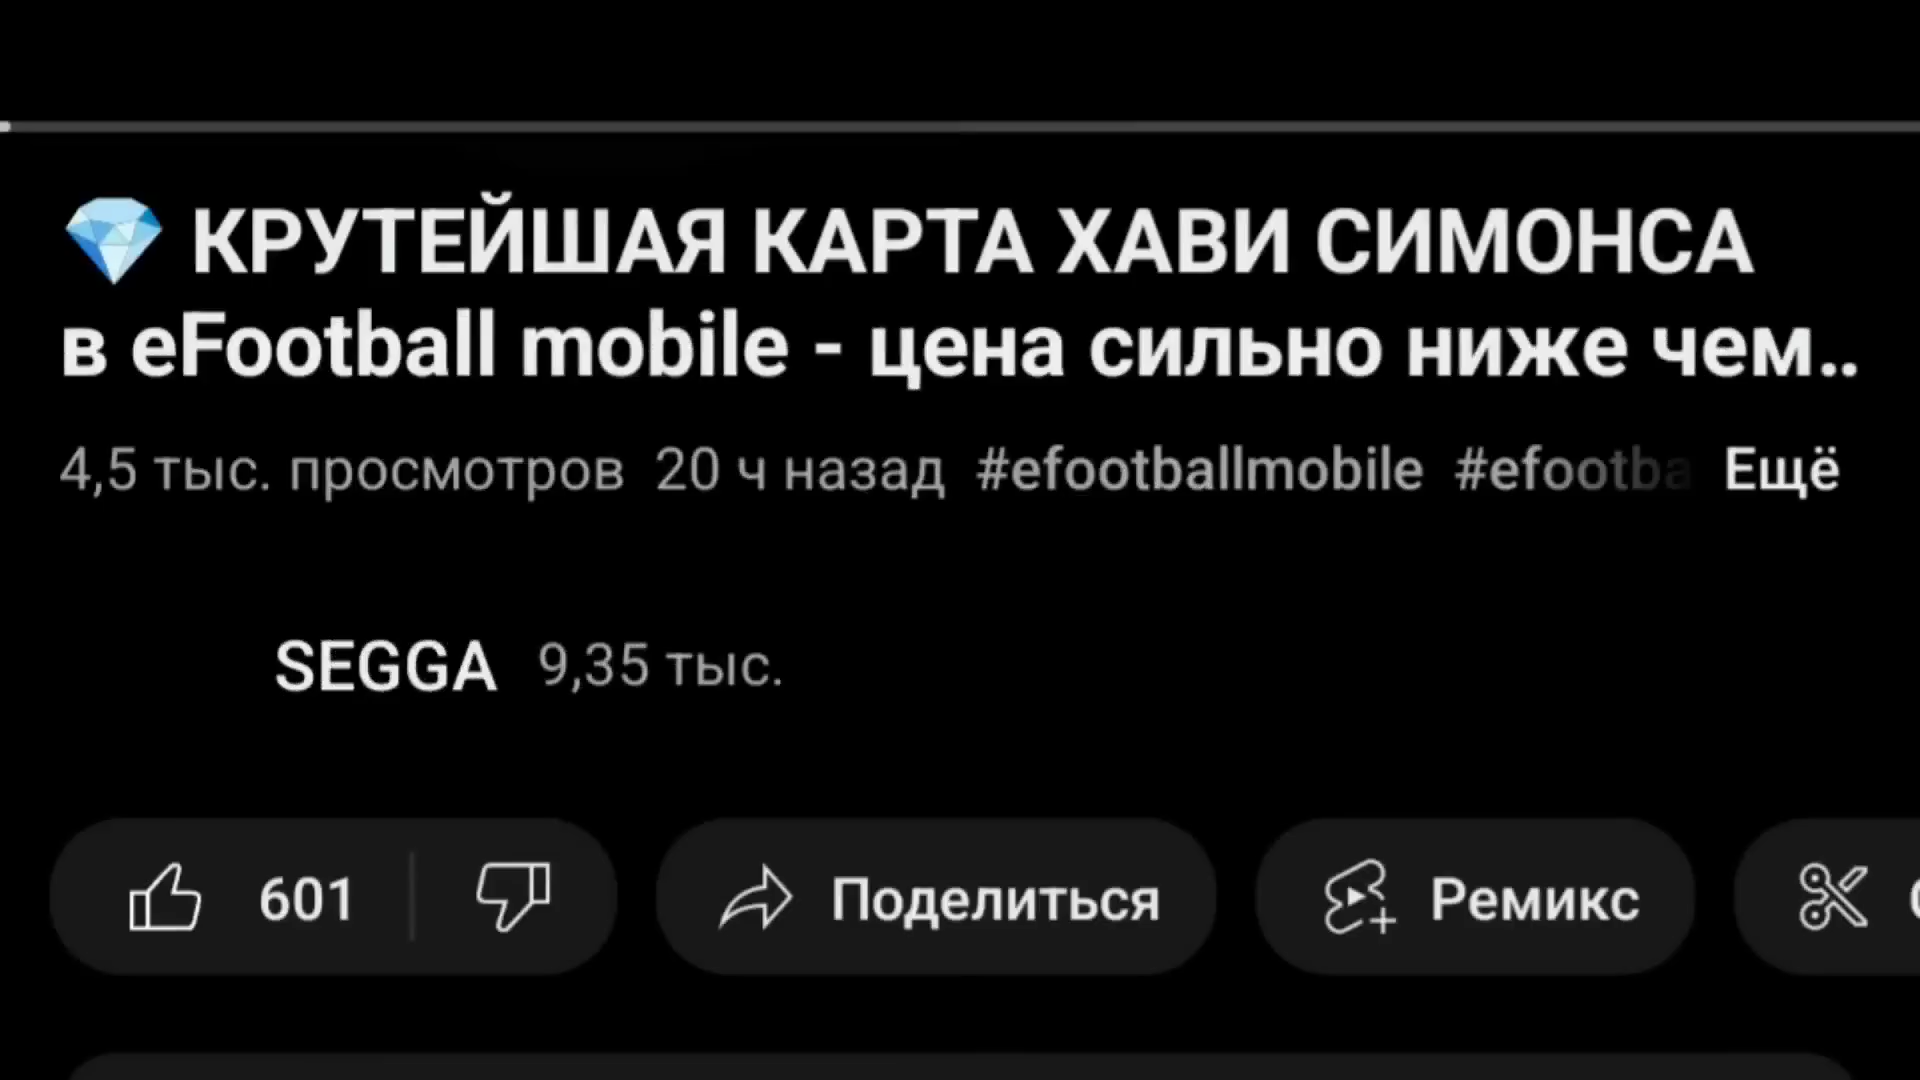 💎 КРУТЕЙШАЯ КАРТА ХАВИ СИМОНСА
в eFootball mobile - цена сильно ниже чем..
4,5 тыс. просмотров 20 ч назад #efootballmobile #efootba Ещё
SEGGA 9,35 тыс.
601 Поделиться Ремикс